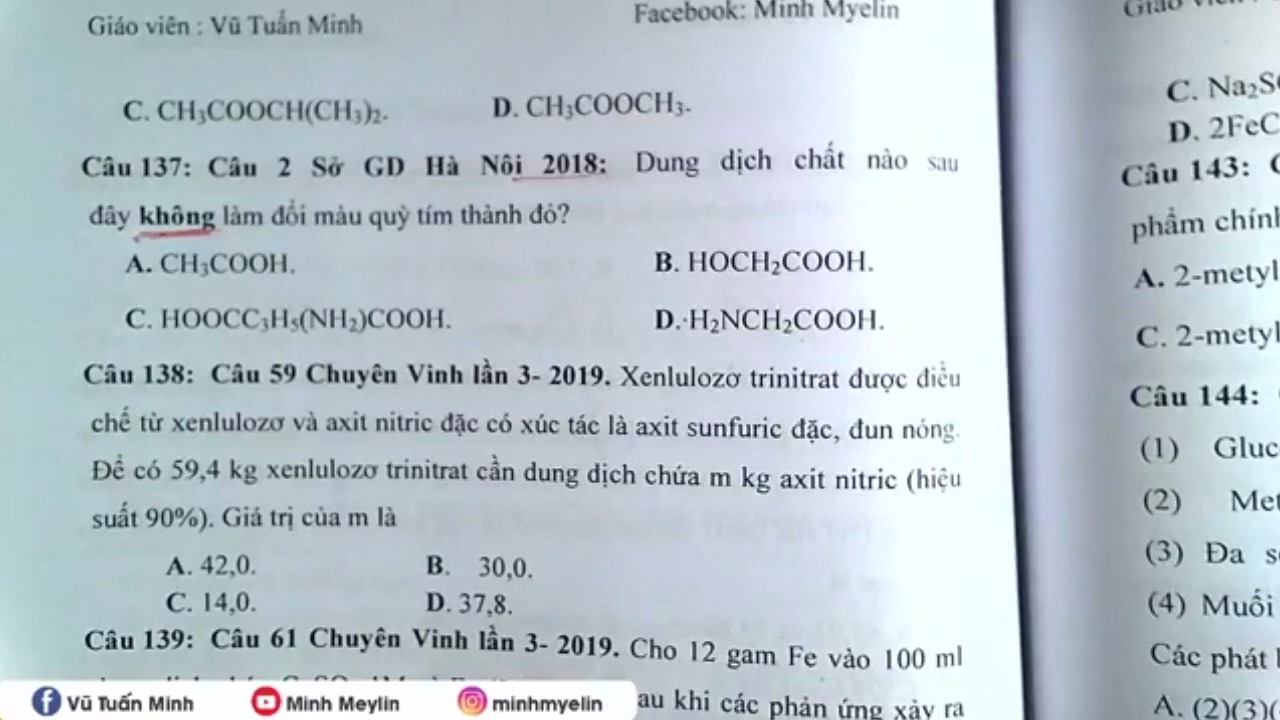 Giáo viên : Vũ Tuấn Minh
Facebook: Minh Myelin
C. CH₃COOCH(CH₃)₂.
D. CH₃COOCH₃.
Câu 137: Câu 2 Sở GD Hà Nội 2018: Dung dịch chất nào sau
đây không làm đổi màu quỳ tím thành đỏ?
A. CH₃COOH.
B. HOCH₂COOH.
C. HOOCC₃H₅(NH₂)COOH.
D. H₂NCH₂COOH.
Câu 138: Câu 59 Chuyên Vinh lần 3- 2019. Xenlulozơ trinitrat được điều
chế từ xenlulozơ và axit nitric đặc có xúc tác là axit sunfuric đặc, đun nóng.
Để có 59,4 kg xenlulozơ trinitrat cần dung dịch chứa m kg axit nitric (hiệu
suất 90%). Giá trị của m là
A. 42,0.
B. 30,0.
C. 14,0.
D. 37,8.
Câu 139: Câu 61 Chuyên Vinh lần 3- 2019. Cho 12 gam Fe vào 100 ml
au khi các phản ứng xảy ra
C. Na₂S
D. 2FeC
Câu 143:
phẩm chính
A. 2-metyl
C. 2-metyl
Câu 144:
(1) Gluc
(2) Met
(3) Đa s
(4) Muối
Các phát
A. (2)(3)(
Vũ Tuấn Minh
Minh Meylin
minhmyelin